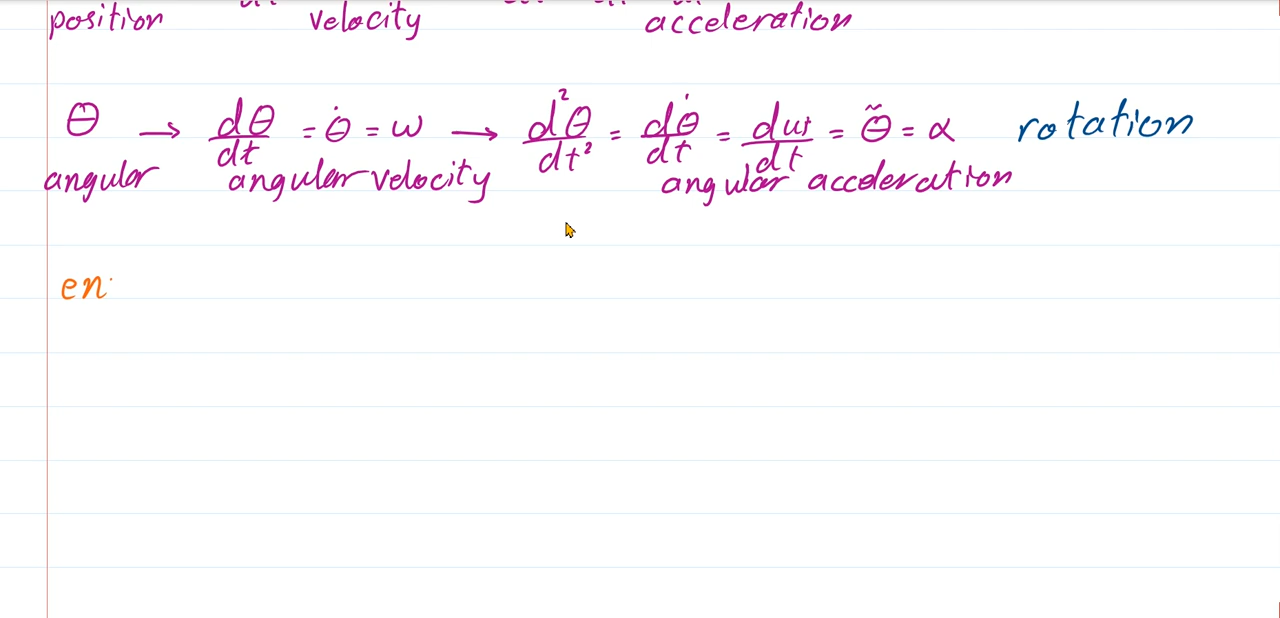 position velocity acceleration
θ → dθ/dt = θ̇ = ω → d²θ/dt² = dθ̇/dt = dω/dt = θ̈ = α rotation
angular angular velocity angular acceleration
en